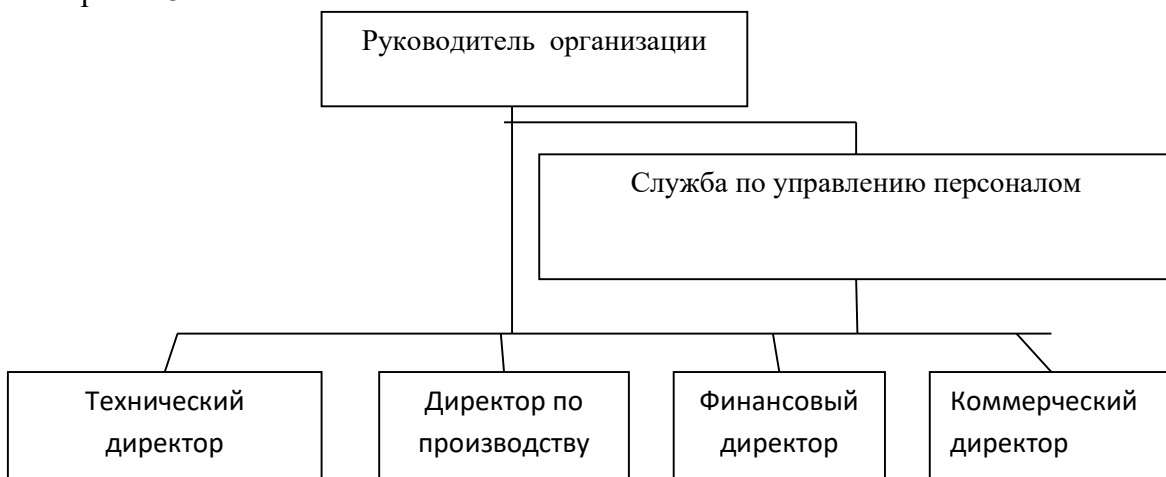 Руководитель организации
Служба по управлению персоналом
Технический
директор
Директор по
производству
Финансовый
директор
Коммерческий
директор